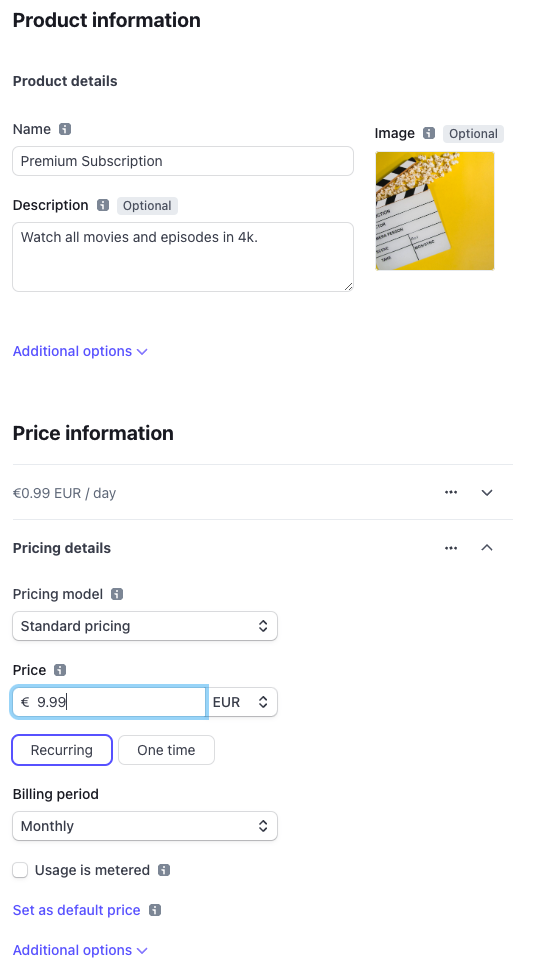 Product information
Product details
Name
Image Optional
Premium Subscription
Description Optional
Watch all movies and episodes in 4k.
Additional options
Price information
€0.99 EUR / day
Pricing details
Pricing model
Standard pricing
Price
€ 9.99 EUR
Recurring One time
Billing period
Monthly
Usage is metered
Set as default price
Additional options